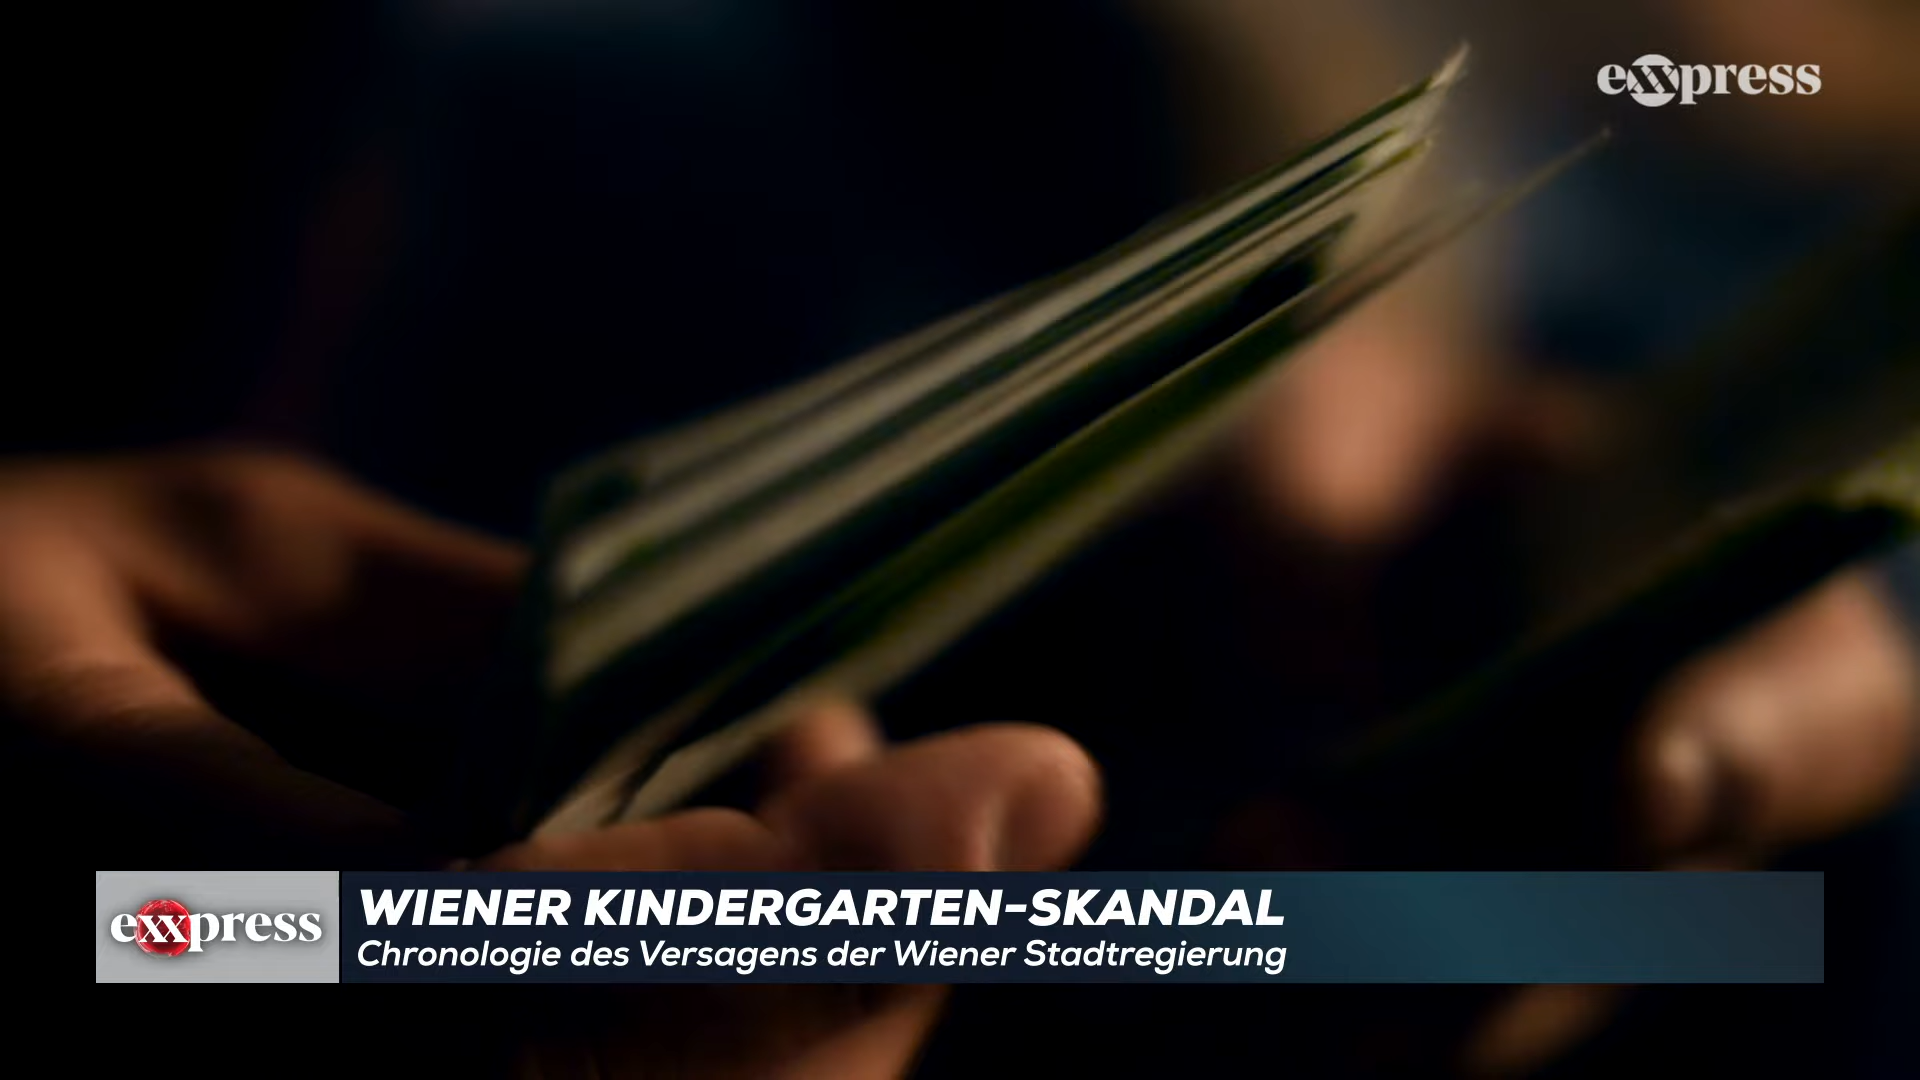 exxpress
exxpress
WIENER KINDERGARTEN-SKANDAL
Chronologie des Versagens der Wiener Stadtregierung